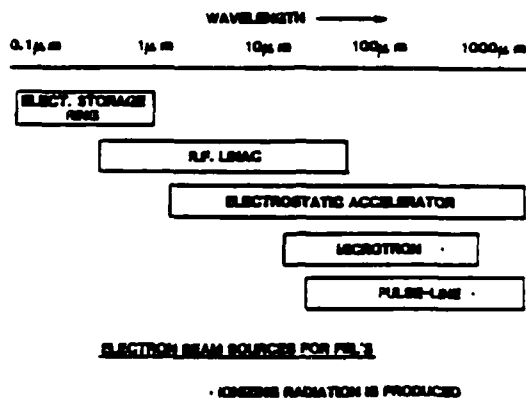 WAVELENGTH
0.1μm 1μm 10μm 100μm 1000μm
ELECT. STORAGE
RING
R.F. LINAC
ELECTROSTATIC ACCELERATOR
MICROTRON ·
PULSE-LINE ·
ELECTRON BEAM SOURCES FOR FEL'S
· IONIZING RADIATION IS PRODUCED